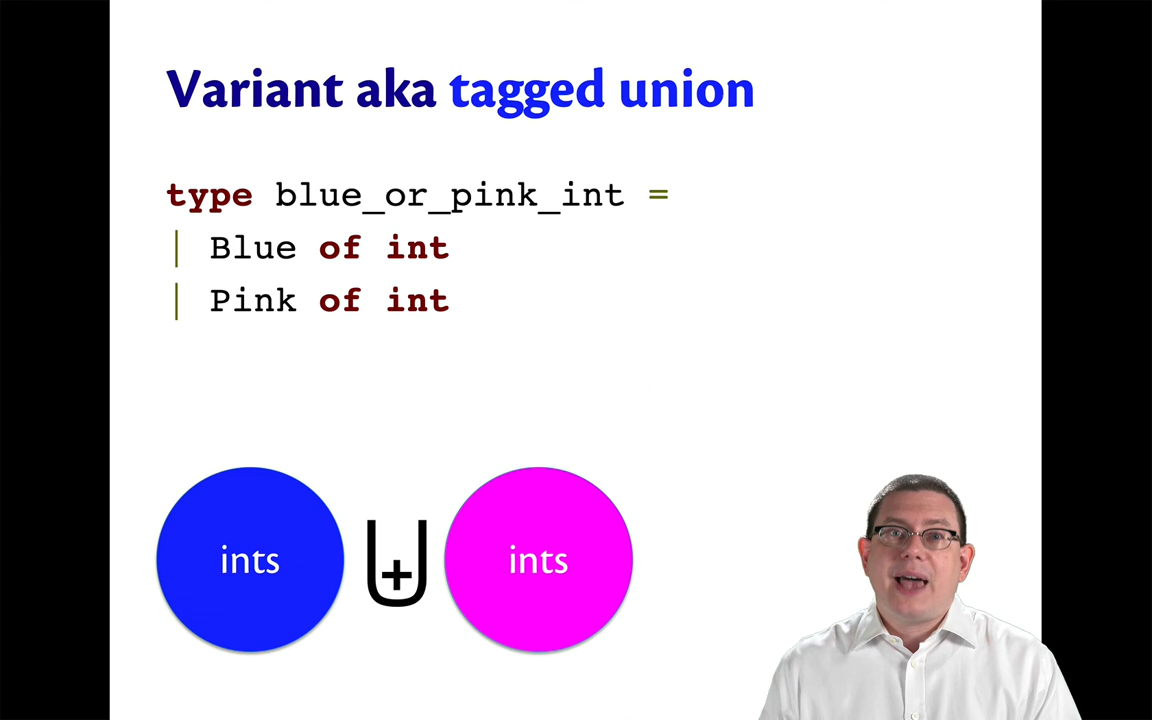 Variant aka tagged union
type blue_or_pink_int =
| Blue of int
| Pink of int
ints ⊎ ints